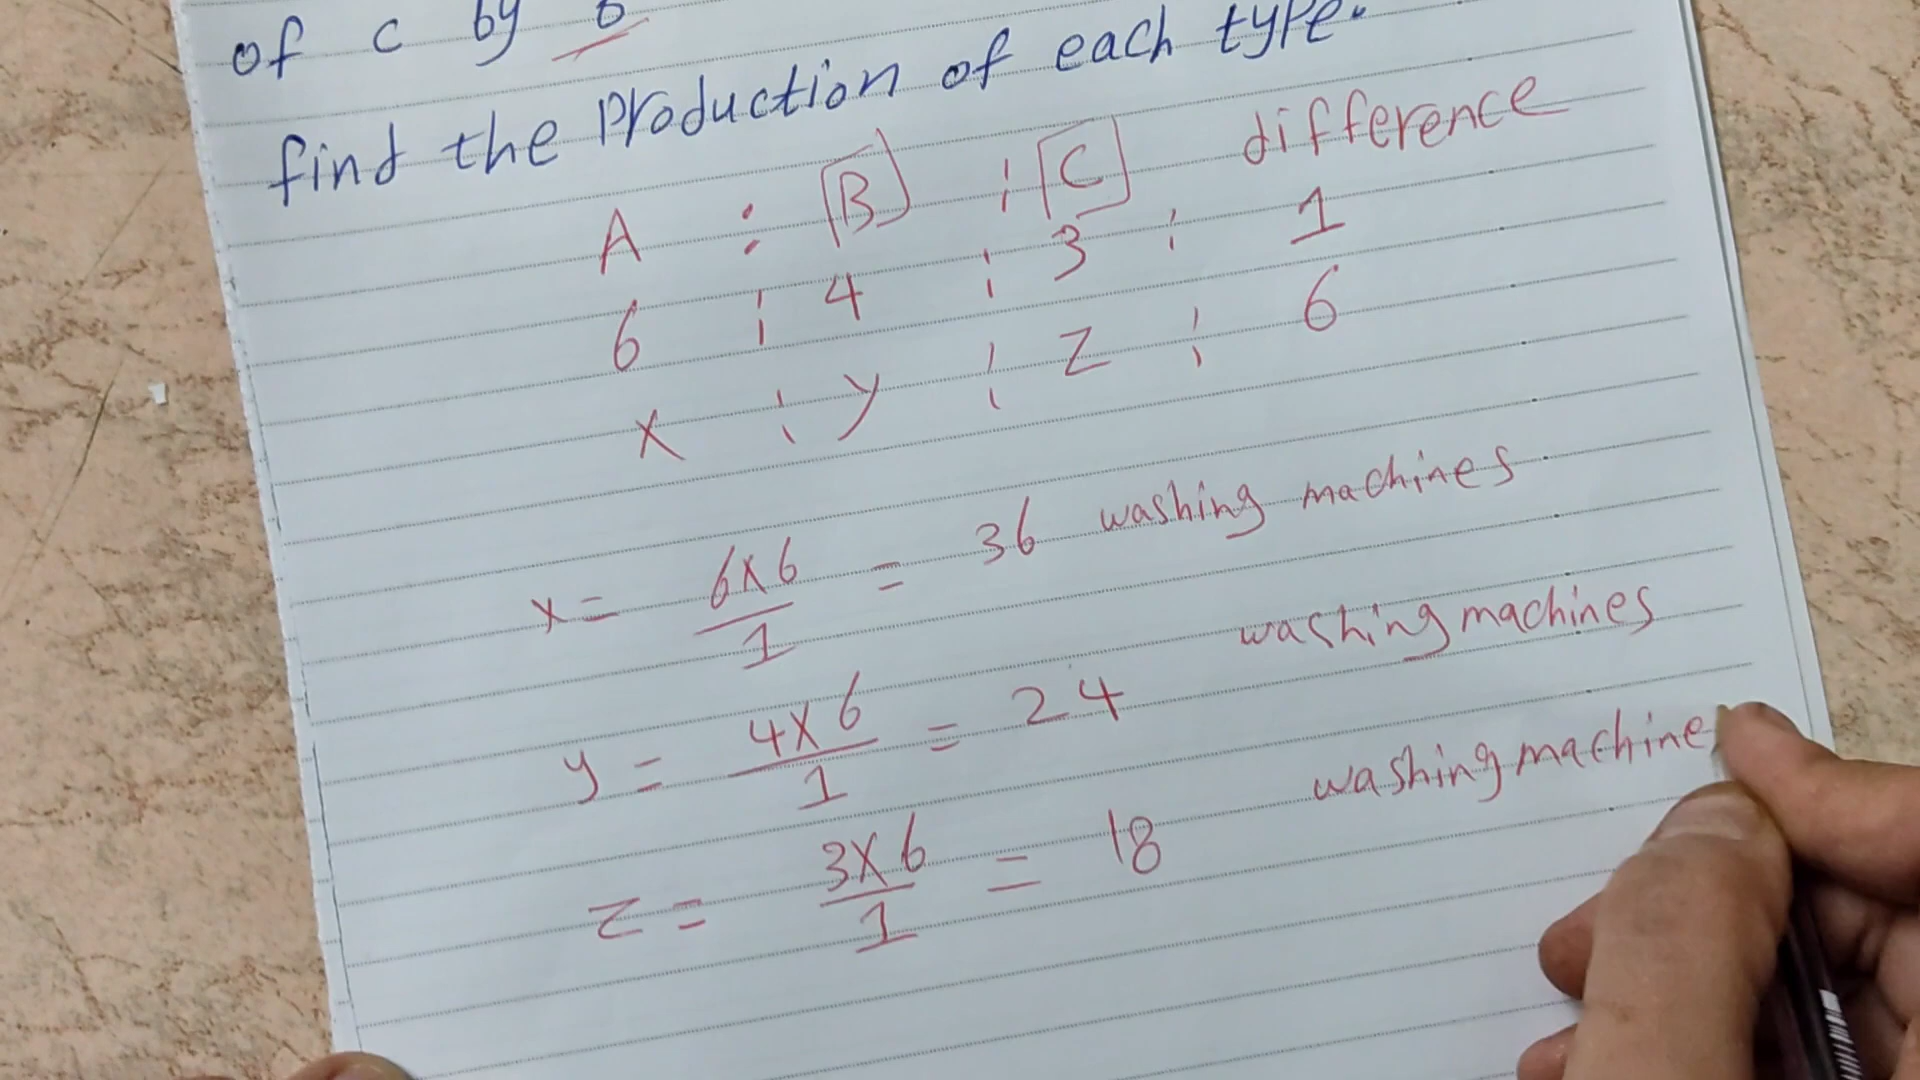 of c by 6
find the production of each type.
A : B : C difference
6 : 4 : 3 : 1
x : y : z : 6
x = 6x6/1 = 36 washing machines
y = 4x6/1 = 24 washing machines
z = 3x6/1 = 18 washing machine